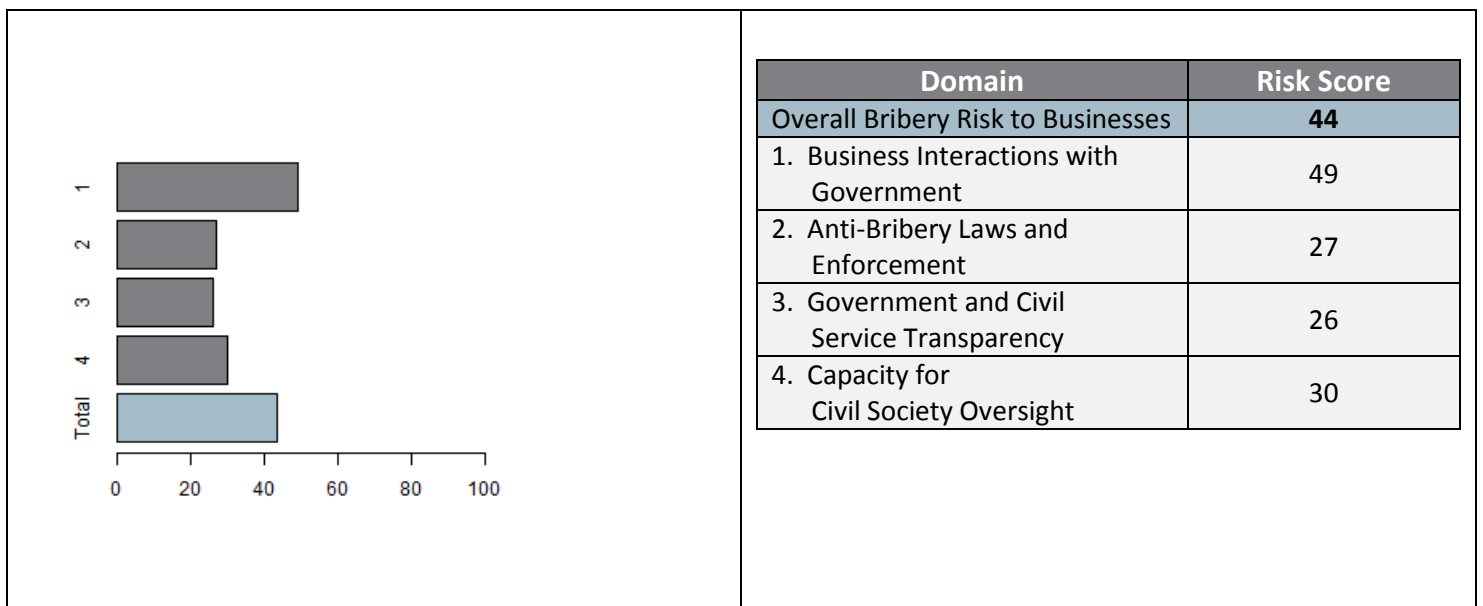 1
2
3
4
Total
0 20 40 60 80 100
Domain Risk Score
Overall Bribery Risk to Businesses 44
1. Business Interactions with
Government 49
2. Anti-Bribery Laws and
Enforcement 27
3. Government and Civil
Service Transparency 26
4. Capacity for
Civil Society Oversight 30